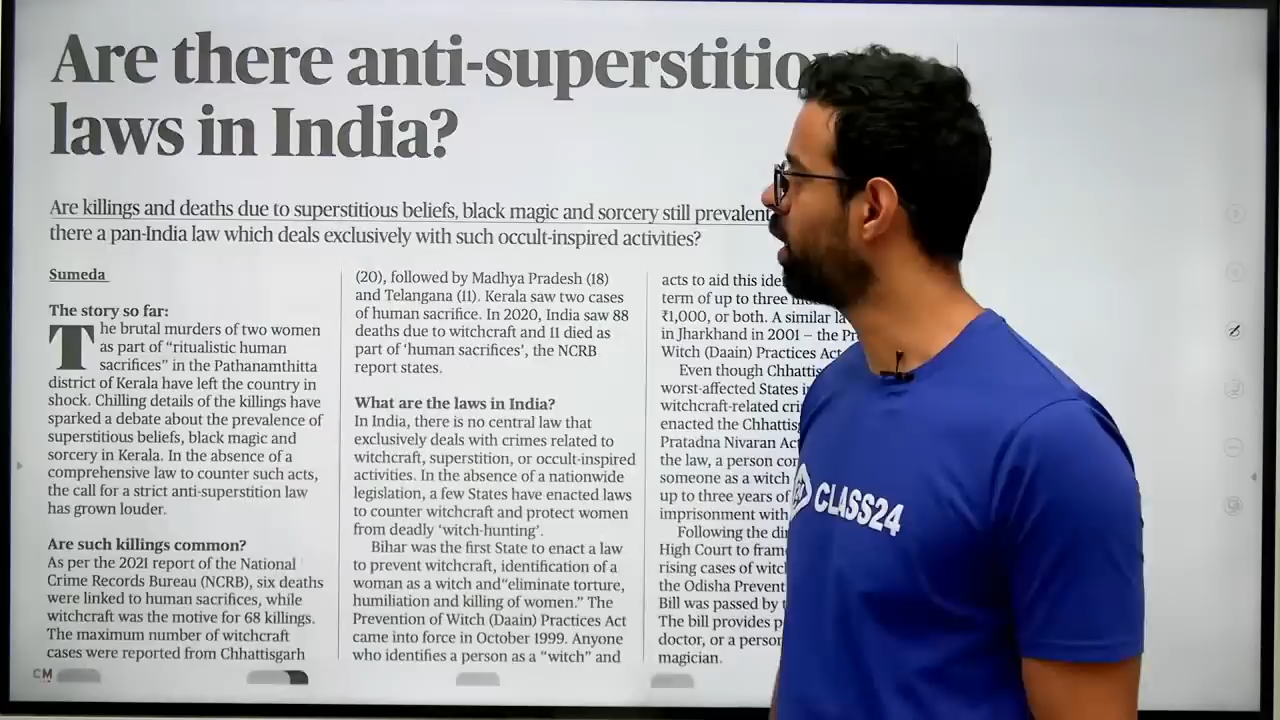 Are there anti-superstitio
laws in India?
Are killings and deaths due to superstitious beliefs, black magic and sorcery still prevalent
there a pan-India law which deals exclusively with such occult-inspired activities?
Sumeda
The story so far:
The brutal murders of two women
as part of “ritualistic human
sacrifices” in the Pathanamthitta
district of Kerala have left the country in
shock. Chilling details of the killings have
sparked a debate about the prevalence of
superstitious beliefs, black magic and
sorcery in Kerala. In the absence of a
comprehensive law to counter such acts,
the call for a strict anti-superstition law
has grown louder.
Are such killings common?
As per the 2021 report of the National
Crime Records Bureau (NCRB), six deaths
were linked to human sacrifices, while
witchcraft was the motive for 68 killings.
The maximum number of witchcraft
cases were reported from Chhattisgarh
(20), followed by Madhya Pradesh (18)
and Telangana (11). Kerala saw two cases
of human sacrifice. In 2020, India saw 88
deaths due to witchcraft and 11 died as
part of ‘human sacrifices’, the NCRB
report states.
What are the laws in India?
In India, there is no central law that
exclusively deals with crimes related to
witchcraft, superstition, or occult-inspired
activities. In the absence of a nationwide
legislation, a few States have enacted laws
to counter witchcraft and protect women
from deadly ‘witch-hunting’.
Bihar was the first State to enact a law
to prevent witchcraft, identification of a
woman as a witch and“eliminate torture,
humiliation and killing of women.” The
Prevention of Witch (Daain) Practices Act
came into force in October 1999. Anyone
who identifies a person as a “witch” and
acts to aid this ide
term of up to three
₹1,000, or both. A similar la
in Jharkhand in 2001 – the Pr
Witch (Daain) Practices Act
Even though Chhattis
worst-affected States i
witchcraft-related cri
enacted the Chhattisg
Pratadna Nivaran Ac
the law, a person con
someone as a witch
up to three years of
imprisonment with
Following the dir
High Court to fram
rising cases of witc
the Odisha Prevent
Bill was passed by
The bill provides p
doctor, or a person
magician.
CM
CLASS24